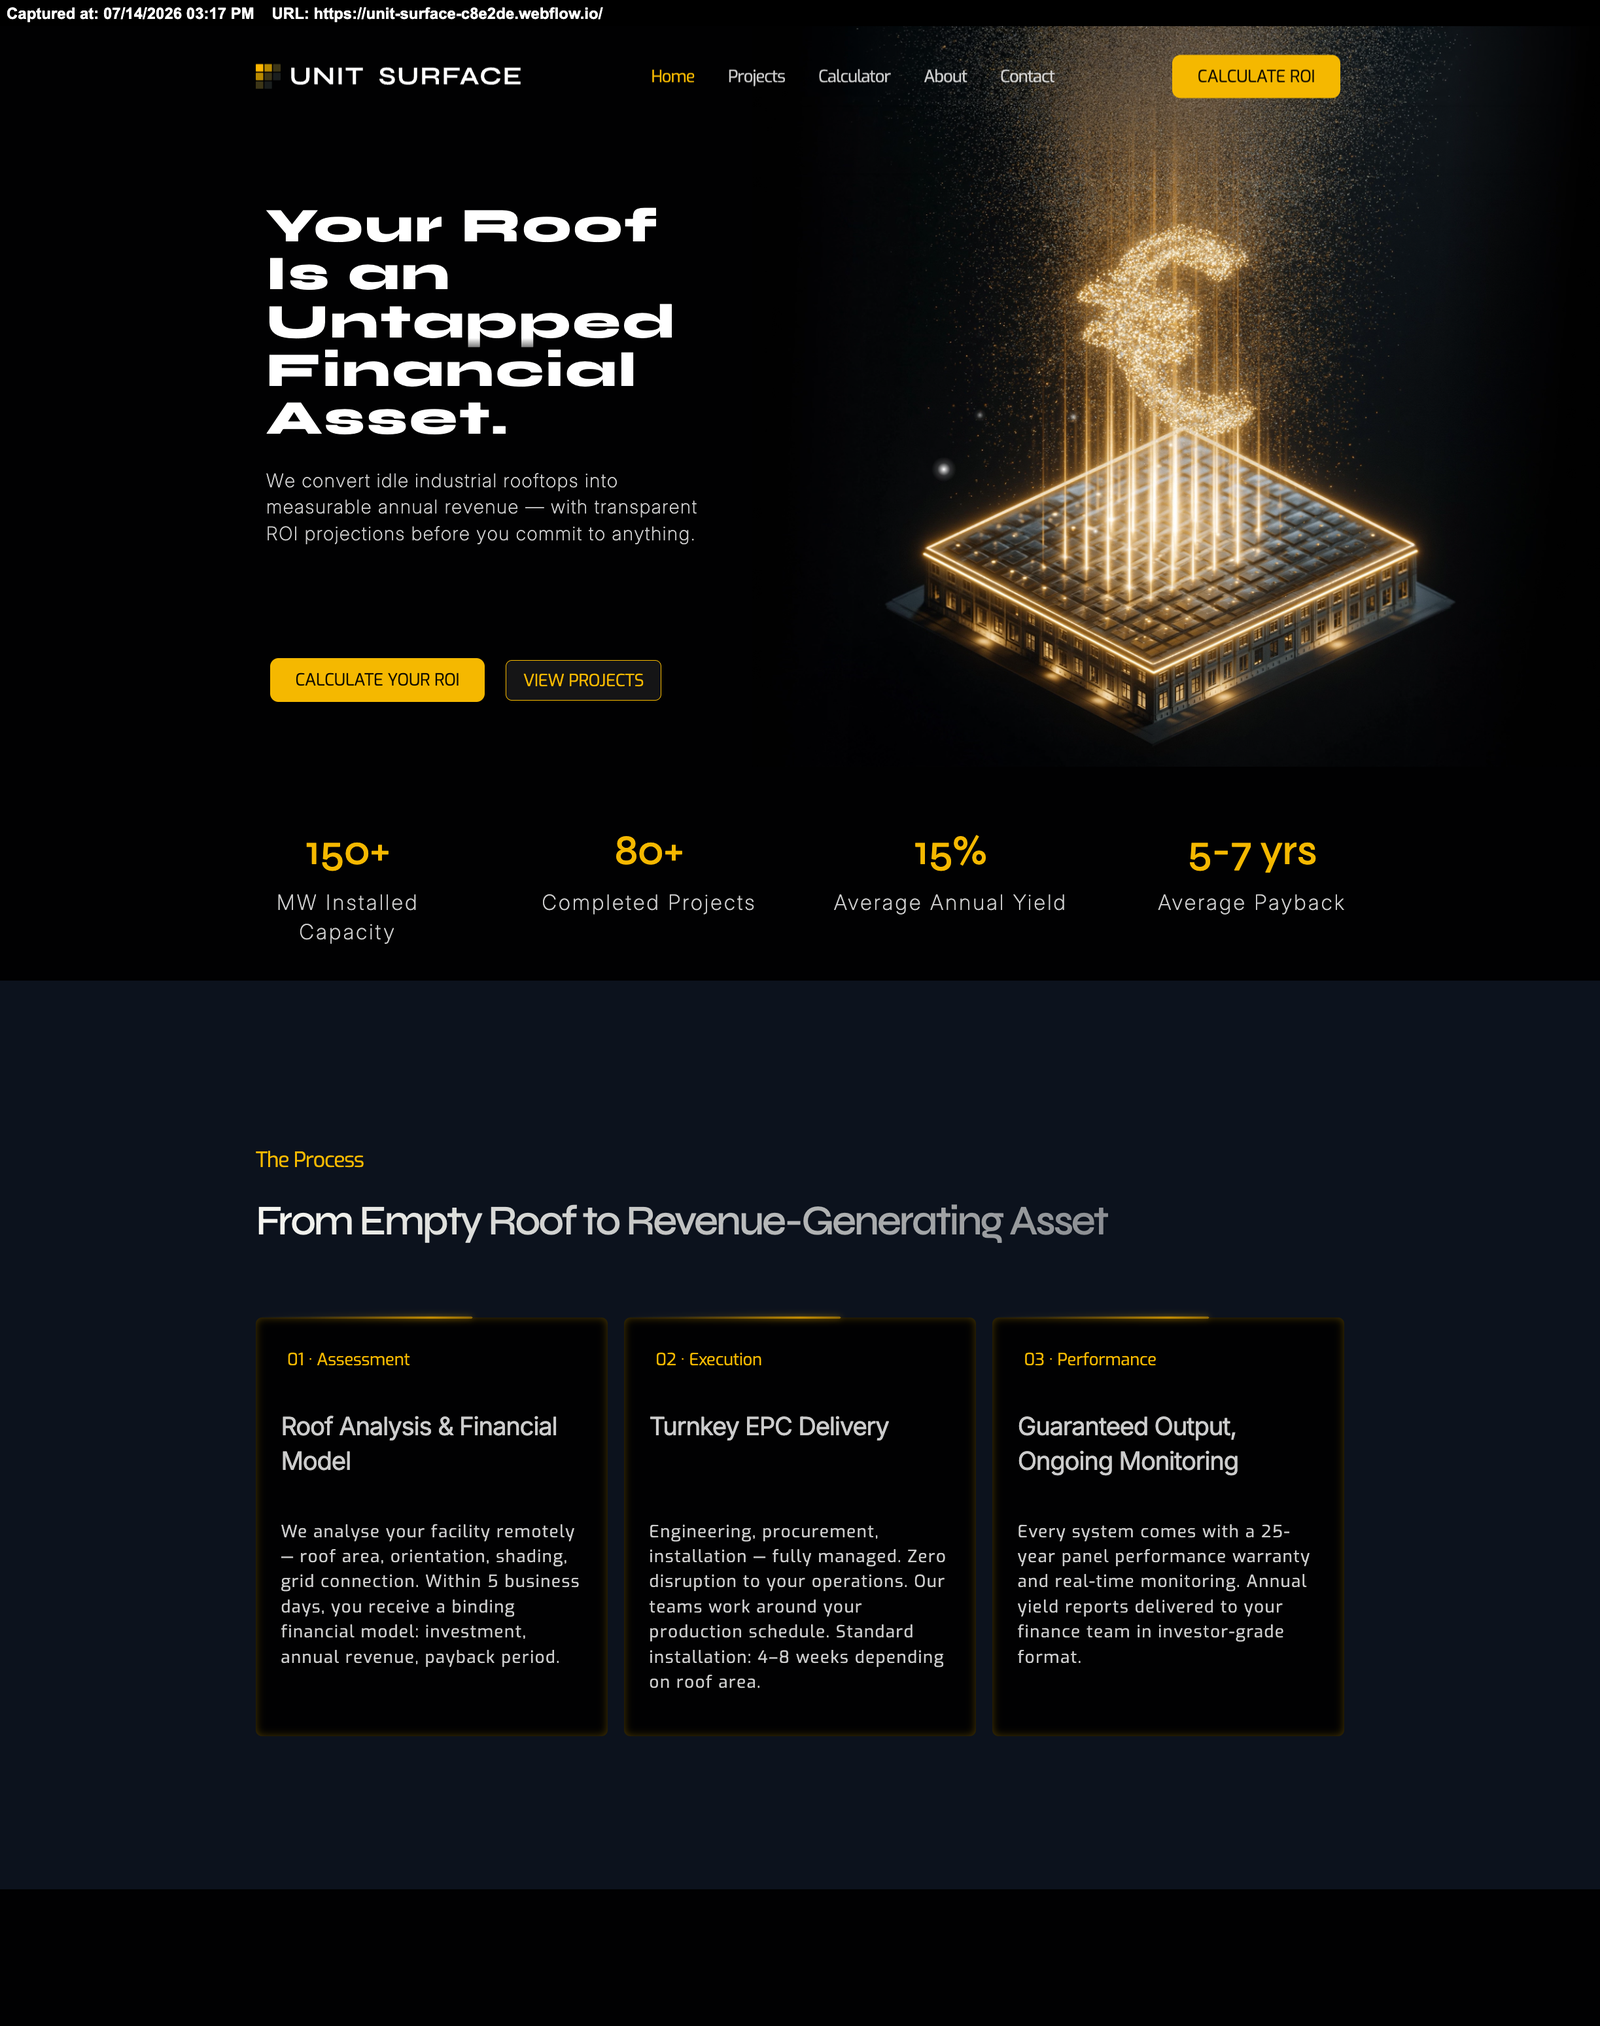 Captured at: 07/14/2026 03:17 PM    URL: https://unit-surface-c8e2de.webflow.io/
UNIT SURFACE
Home
Projects
Calculator
About
Contact
CALCULATE ROI
Your Roof
Is an
Untapped
Financial
Asset.
We convert idle industrial rooftops into
measurable annual revenue — with transparent
ROI projections before you commit to anything.
CALCULATE YOUR ROI
VIEW PROJECTS
150+
MW Installed
Capacity
80+
Completed Projects
15%
Average Annual Yield
5-7 yrs
Average Payback
The Process
From Empty Roof to Revenue-Generating Asset
01 · Assessment
Roof Analysis & Financial
Model
We analyse your facility remotely
— roof area, orientation, shading,
grid connection. Within 5 business
days, you receive a binding
financial model: investment,
annual revenue, payback period.
02 · Execution
Turnkey EPC Delivery
Engineering, procurement,
installation — fully managed. Zero
disruption to your operations. Our
teams work around your
production schedule. Standard
installation: 4–8 weeks depending
on roof area.
03 · Performance
Guaranteed Output,
Ongoing Monitoring
Every system comes with a 25-
year panel performance warranty
and real-time monitoring. Annual
yield reports delivered to your
finance team in investor-grade
format.